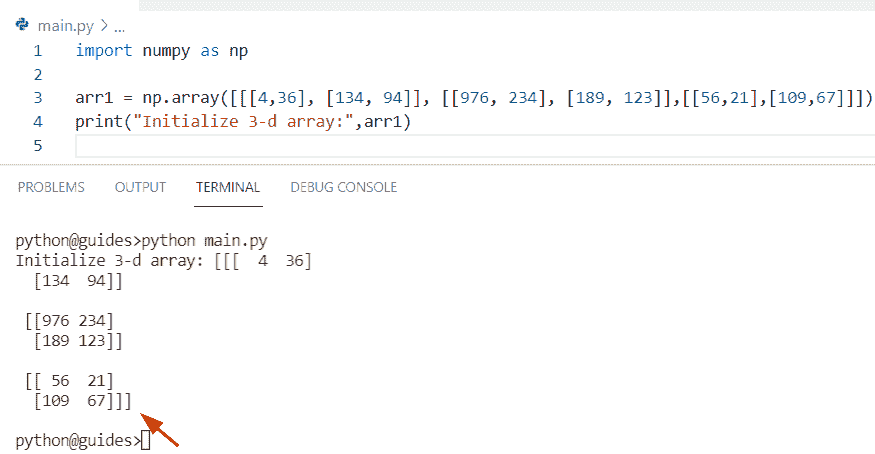 main.py > ...
1 import numpy as np
2
3 arr1 = np.array([[[4,36], [134, 94]], [[976, 234], [189, 123]],[[56,21],[109,67]]])
4 print("Initialize 3-d array:",arr1)
5
PROBLEMS OUTPUT TERMINAL DEBUG CONSOLE
python@guides>python main.py
Initialize 3-d array: [[[  4  36]
  [134  94]]

 [[976 234]
  [189 123]]

 [[ 56  21]
  [109  67]]]

python@guides>